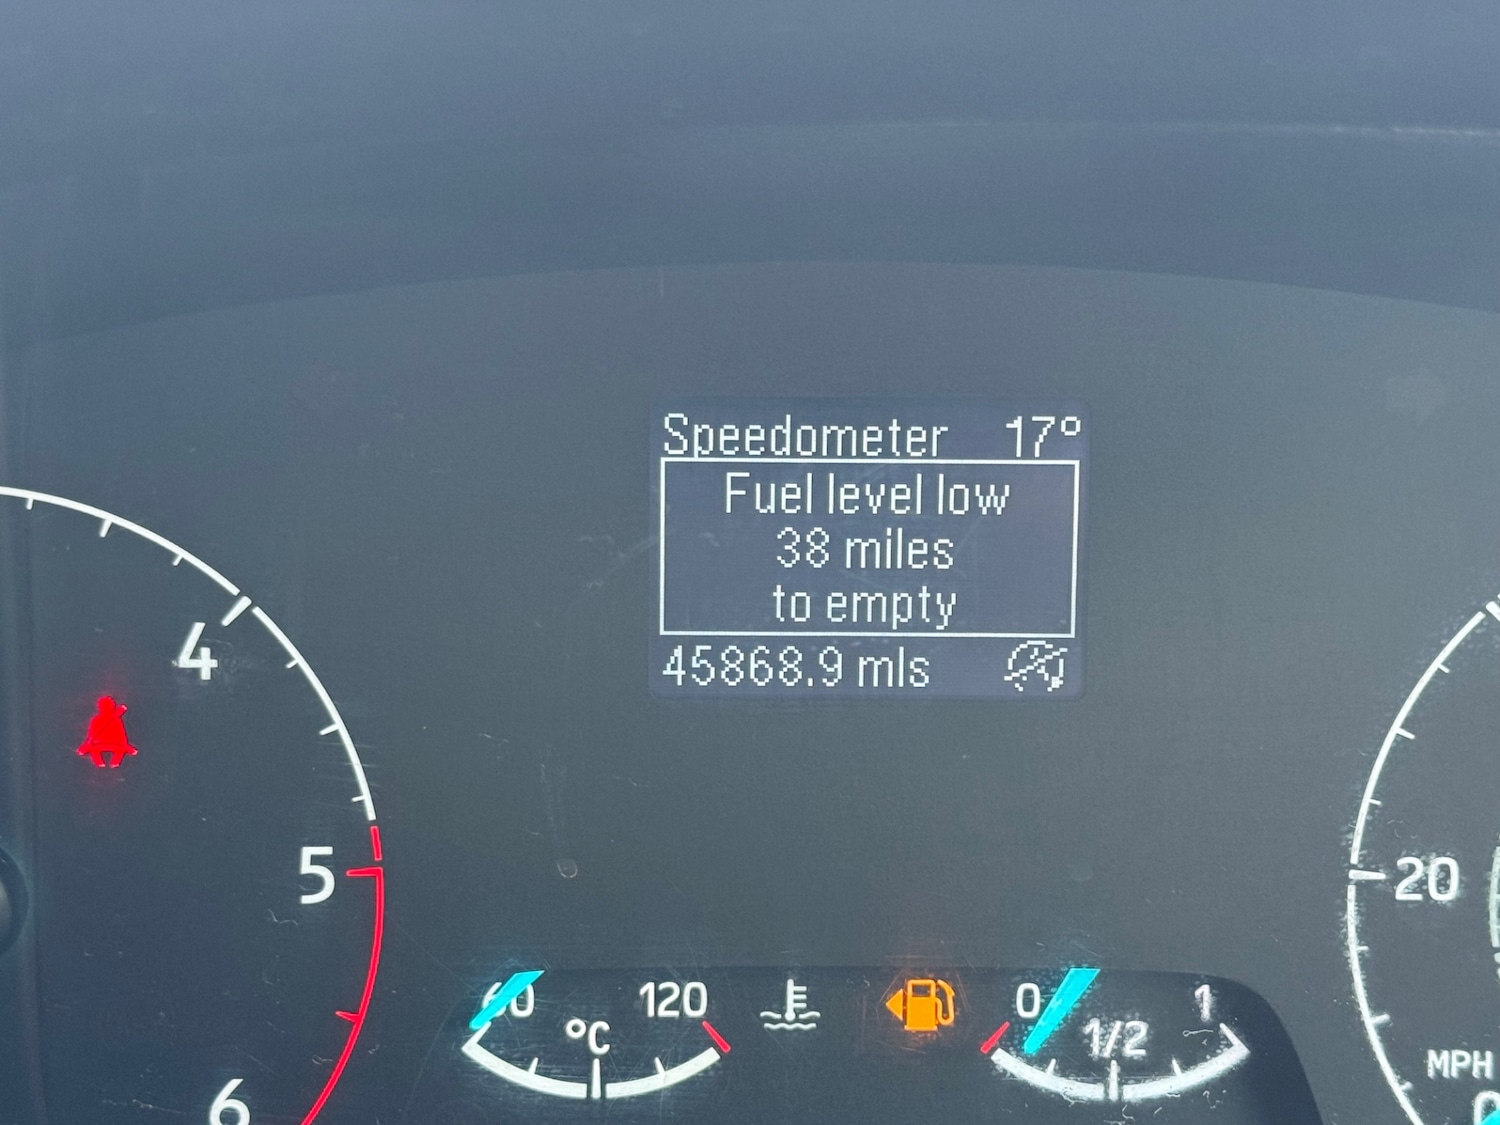 Speedometer 17°
Fuel level low
38 miles
to empty
45868.9 mls
4
5
6
60 °C 120
0 1/2 1
20
MPH
0